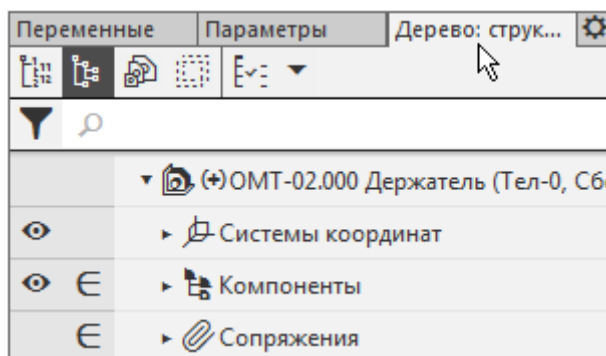 Переменные Параметры Дерево: струк...
(+) ОМТ-02.000 Держатель (Тел-0, Сб
Системы координат
Компоненты
Сопряжения